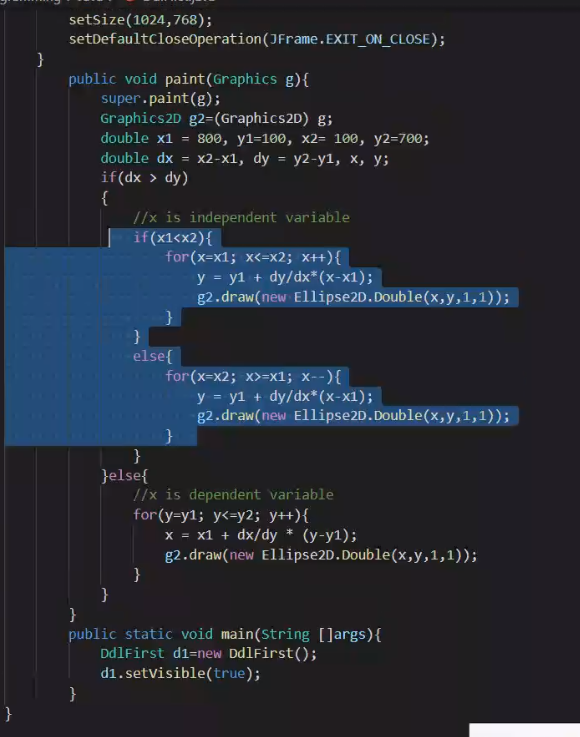 setSize(1024,768);
setDefaultCloseOperation(JFrame.EXIT_ON_CLOSE);
}
public void paint(Graphics g){
super.paint(g);
Graphics2D g2=(Graphics2D) g;
double x1 = 800, y1=100, x2= 100, y2=700;
double dx = x2-x1, dy = y2-y1, x, y;
if(dx > dy)
{
//x is independent variable
if(x1<x2){
for(x=x1; x<=x2; x++){
y = y1 + dy/dx*(x-x1);
g2.draw(new Ellipse2D.Double(x,y,1,1));
}
}
else{
for(x=x2; x>=x1; x--){
y = y1 + dy/dx*(x-x1);
g2.draw(new Ellipse2D.Double(x,y,1,1));
}
}
}else{
//x is dependent variable
for(y=y1; y<=y2; y++){
x = x1 + dx/dy * (y-y1);
g2.draw(new Ellipse2D.Double(x,y,1,1));
}
}
}
public static void main(String []args){
DdlFirst d1=new DdlFirst();
d1.setVisible(true);
}
}